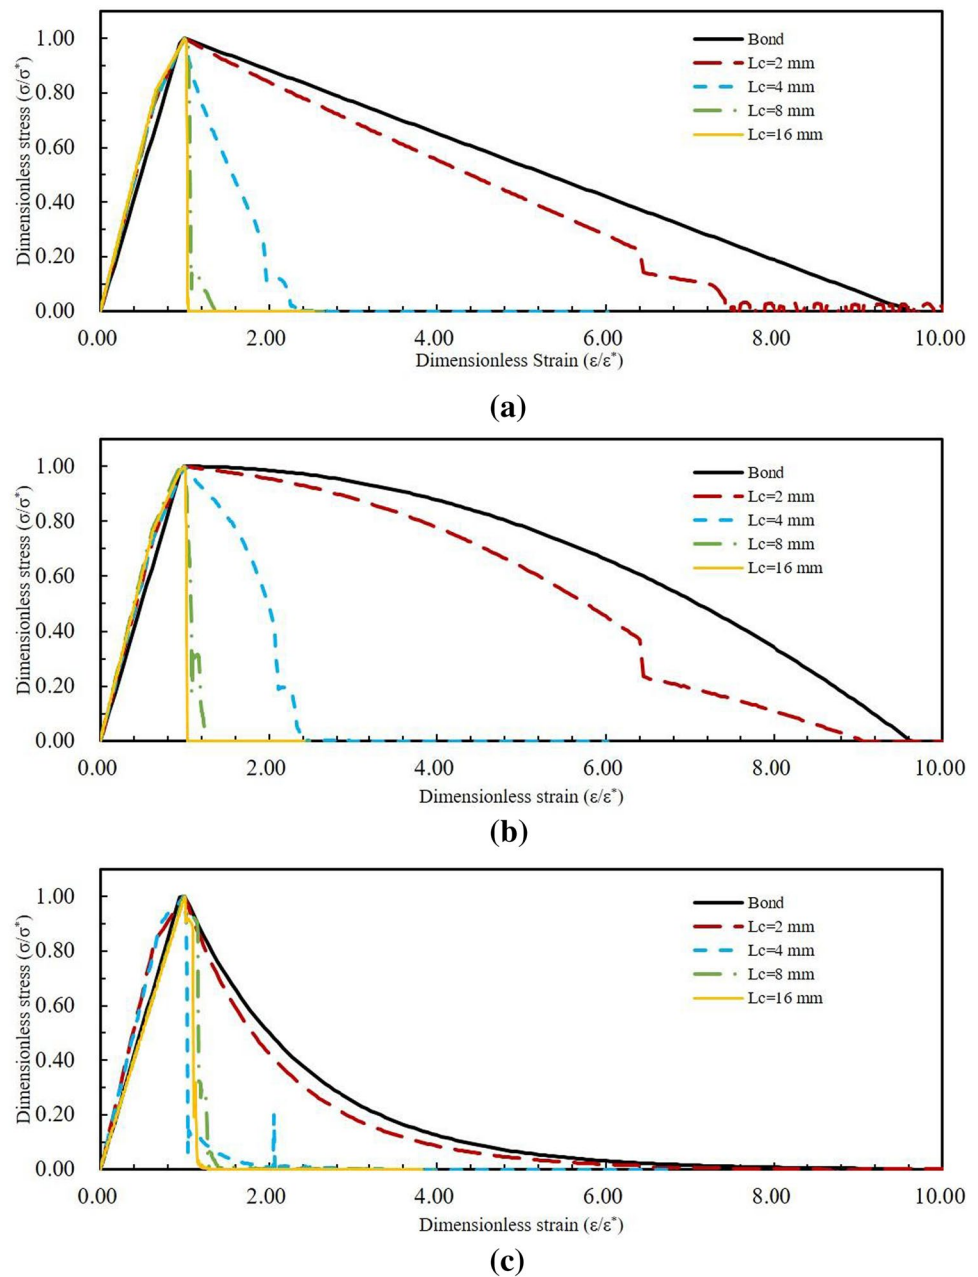 Dimensionless stress (σ/σ*)
1.00
0.80
0.60
0.40
0.20
0.00
Bond
Lc=2 mm
Lc=4 mm
Lc=8 mm
Lc=16 mm
0.00 2.00 4.00 6.00 8.00 10.00
Dimensionless Strain (ε/ε*)
(a)
Dimensionless stress (σ/σ*)
1.00
0.80
0.60
0.40
0.20
0.00
Bond
Lc=2 mm
Lc=4 mm
Lc=8 mm
Lc=16 mm
0.00 2.00 4.00 6.00 8.00 10.00
Dimensionless strain (ε/ε*)
(b)
Dimensionless stress (σ/σ*)
1.00
0.80
0.60
0.40
0.20
0.00
Bond
Lc=2 mm
Lc=4 mm
Lc=8 mm
Lc=16 mm
0.00 2.00 4.00 6.00 8.00 10.00
Dimensionless strain (ε/ε*)
(c)